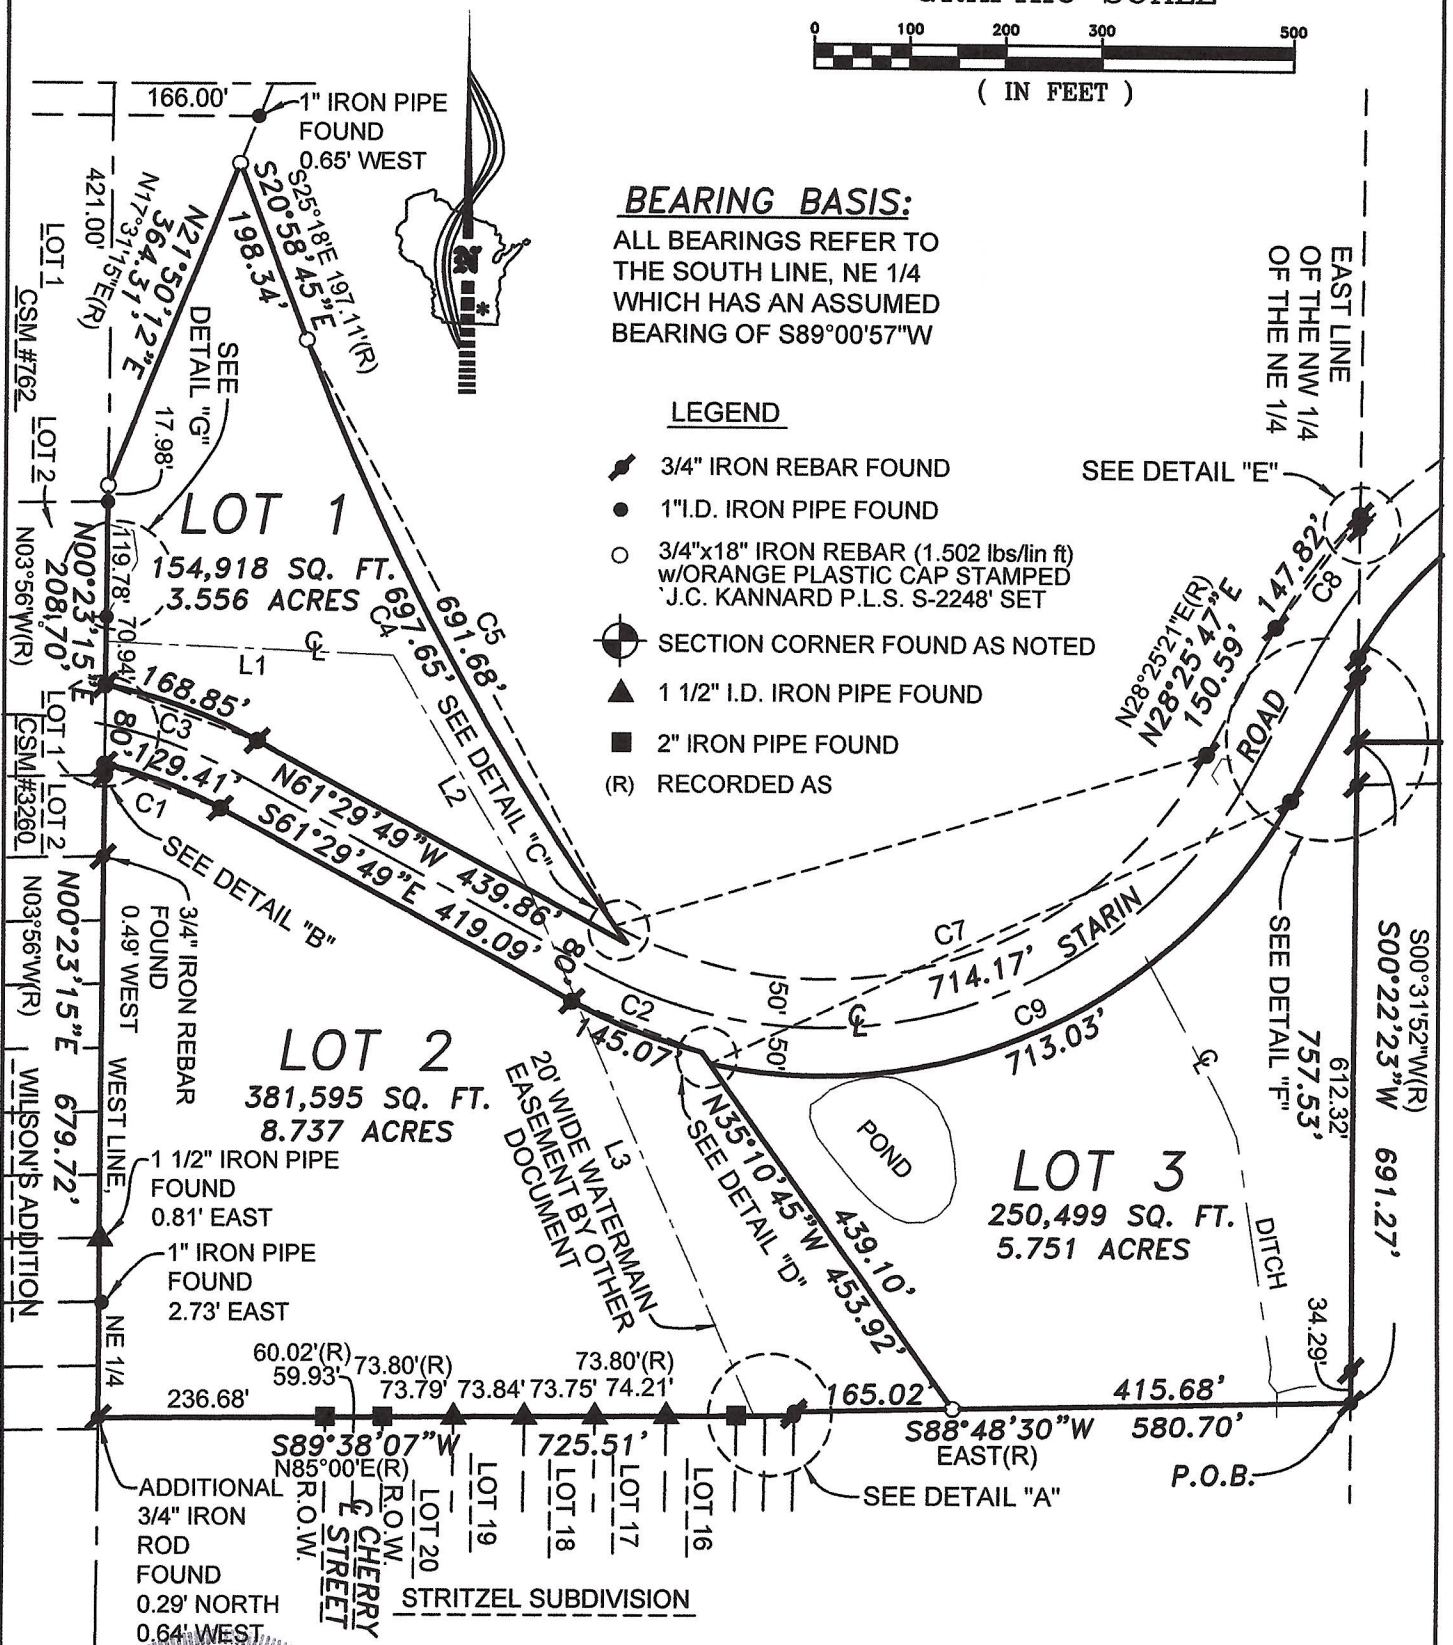 GRAPHIC SCALE
0 100 200 300 500
( IN FEET )
166.00'
1" IRON PIPE
FOUND
0.65' WEST
S25°18'E 197.11'(R)
S20°58'45"E
198.34'
N21°50'12"E
364.31'
N17°31'15"E(R)
421.00'
LOT 1
CSM #762
LOT 2
SEE
DETAIL "G"
17.98'
BEARING BASIS:
ALL BEARINGS REFER TO
THE SOUTH LINE, NE 1/4
WHICH HAS AN ASSUMED
BEARING OF S89°00'57"W
LEGEND
3/4" IRON REBAR FOUND
1"I.D. IRON PIPE FOUND
3/4"x18" IRON REBAR (1.502 lbs/lin ft)
w/ORANGE PLASTIC CAP STAMPED
`J.C. KANNARD P.L.S. S-2248' SET
SECTION CORNER FOUND AS NOTED
1 1/2" I.D. IRON PIPE FOUND
2" IRON PIPE FOUND
(R) RECORDED AS
EAST LINE
OF THE NW 1/4
OF THE NE 1/4
SEE DETAIL "E"
147.82'
C8
N28°25'21"E(R)
N28°25'47"E
150.59'
ROAD
LOT 1
154,918 SQ. FT.
3.556 ACRES
119.78'
70.94'
N00°23'15"E
208.70'
N03°56'W(R)
C5
691.68'
697.65'
C4
SEE DETAIL "C"
L1
L2
168.85'
C3
80'
129.41'
C1
N61°29'49"W 439.86'
S61°29'49"E 419.09'
80'
SEE DETAIL "B"
LOT 1
CSM #3260
LOT 2
3/4" IRON REBAR
FOUND
0.49' WEST
N00°23'15"E 679.72'
N03°56'W(R)
WILSON'S ADDITION
WEST LINE,
NE 1/4
C7
714.17'
STARIN
C9
713.03'
50'
50'
C2
145.07'
SEE DETAIL "F"
S00°31'52"W(R)
S00°22'23"W 691.27'
612.32'
757.53'
34.29'
LOT 2
381,595 SQ. FT.
8.737 ACRES
1 1/2" IRON PIPE
FOUND
0.81' EAST
1" IRON PIPE
FOUND
2.73' EAST
20' WIDE WATERMAIN
EASEMENT BY OTHER
DOCUMENT
L3
SEE DETAIL "D"
N35°10'45"W
439.10'
453.92'
POND
LOT 3
250,499 SQ. FT.
5.751 ACRES
DITCH
60.02'(R)
59.93'
73.80'(R)
73.80'(R)
236.68'
73.79' 73.84' 73.75' 74.21'
165.02'
415.68'
S89°38'07"W 725.51'
N85°00'E(R)
S88°48'30"W 580.70'
EAST(R)
P.O.B.
SEE DETAIL "A"
ADDITIONAL
3/4" IRON
ROD
FOUND
0.29' NORTH
0.64' WEST
R.O.W.
CHERRY
STREET
R.O.W.
LOT 20
LOT 19
LOT 18
LOT 17
LOT 16
STRITZEL SUBDIVISION